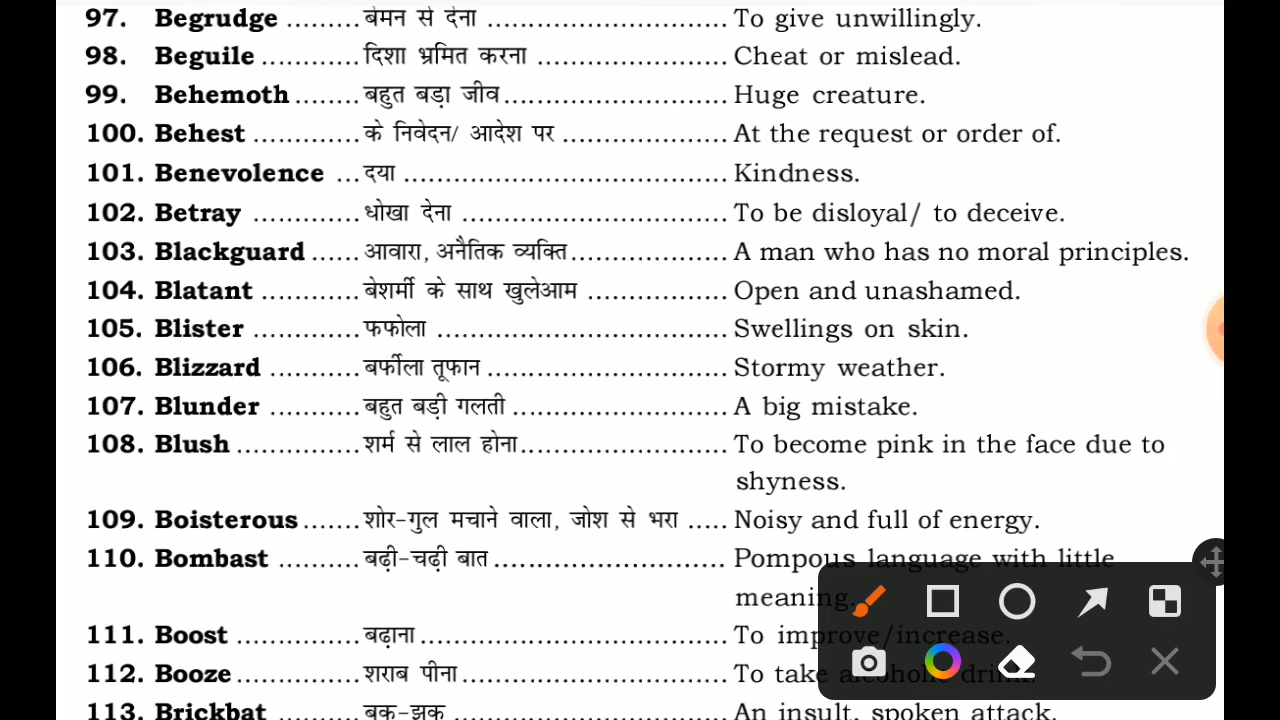 97. Begrudge ......... बेमन से देना ............................. To give unwillingly.
98. Beguile ............ दिशा भ्रमित करना ..................... Cheat or mislead.
99. Behemoth ........ बहुत बड़ा जीव ......................... Huge creature.
100. Behest ............. के निवेदन/ आदेश पर .................. At the request or order of.
101. Benevolence ... दया ..................................... Kindness.
102. Betray ............. धोखा देना .............................. To be disloyal/ to deceive.
103. Blackguard ...... आवारा, अनैतिक व्यक्ति .................. A man who has no moral principles.
104. Blatant ............ बेशर्मी के साथ खुलेआम ................ Open and unashamed.
105. Blister ............. फफोला ................................. Swellings on skin.
106. Blizzard ........... बर्फीला तूफान ........................... Stormy weather.
107. Blunder ........... बहुत बड़ी गलती ........................ A big mistake.
108. Blush ............... शर्म से लाल होना ....................... To become pink in the face due to
shyness.
109. Boisterous ....... शोर-गुल मचाने वाला, जोश से भरा ..... Noisy and full of energy.
110. Bombast .......... बढ़ी-चढ़ी बात .......................... Pompous language with little
meaning.
111. Boost ............... बढ़ाना ................................... To improve/increase.
112. Booze ............... शराब पीना .............................. To take alcoholic drink.
113. Brickbat ........... बक-झक ............................... An insult, spoken attack.